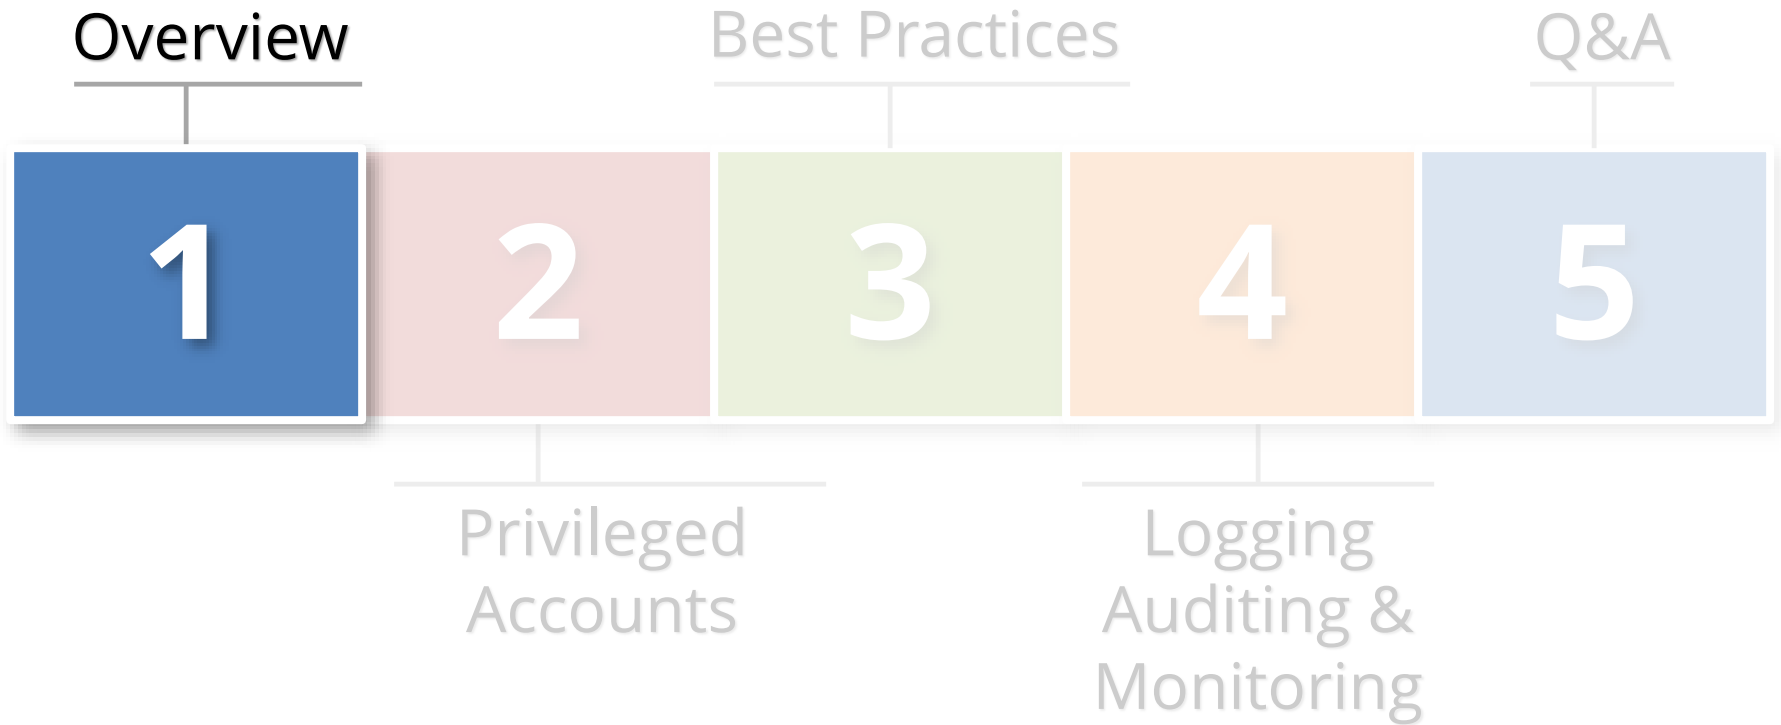 Overview
Best Practices
Q&A
1
2
3
4
5
Privileged
Accounts
Logging
Auditing &
Monitoring